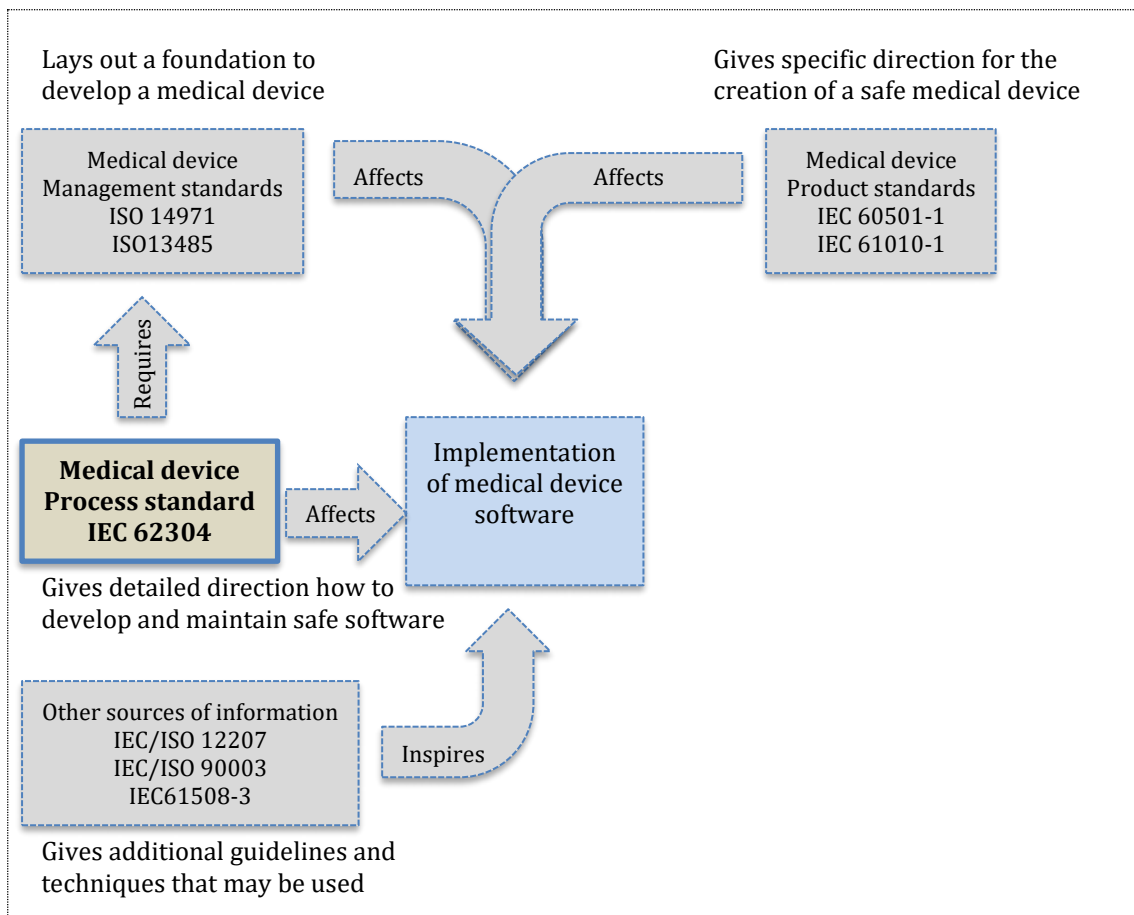 Lays out a foundation to
develop a medical device
Gives specific direction for the
creation of a safe medical device
Medical device
Management standards
ISO 14971
ISO13485
Affects
Affects
Medical device
Product standards
IEC 60501-1
IEC 61010-1
Requires
Medical device
Process standard
IEC 62304
Affects
Implementation
of medical device
software
Gives detailed direction how to
develop and maintain safe software
Other sources of information
IEC/ISO 12207
IEC/ISO 90003
IEC61508-3
Inspires
Gives additional guidelines and
techniques that may be used